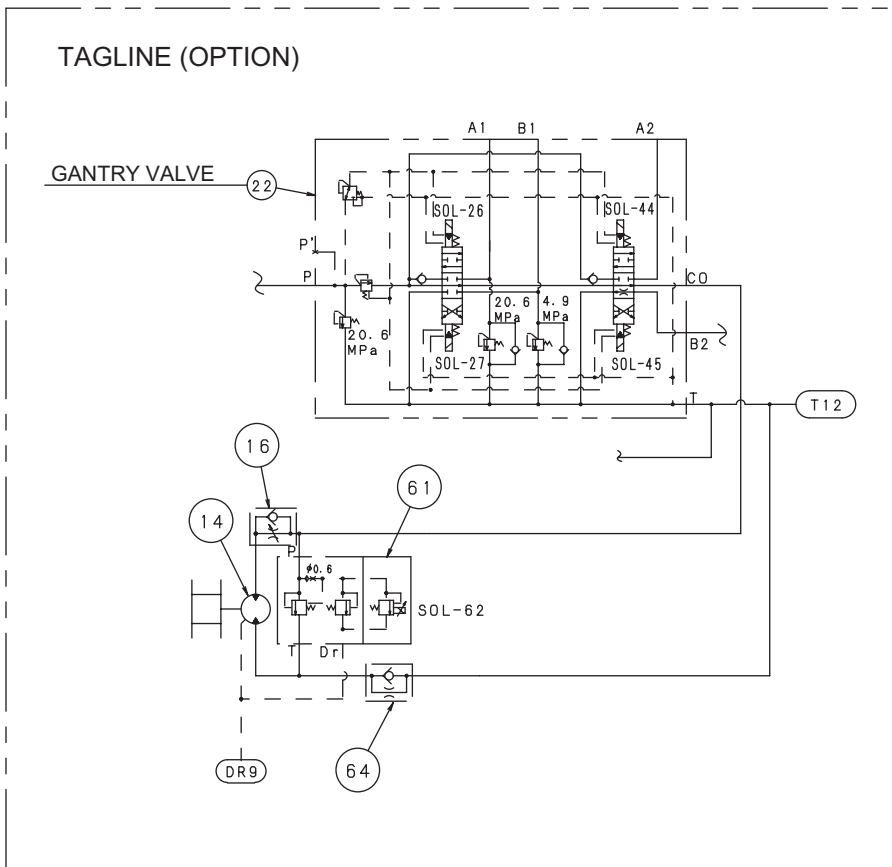 TAGLINE (OPTION)
A1 B1 A2
GANTRY VALVE 22
SOL-26 SOL-44
P'
P CO
20.6 MPa
20.6 MPa
4.9 MPa
SOL-27 SOL-45
B2
T
T12
16
61
14
P
φ0.6
SOL-62
T Dr
64
DR9